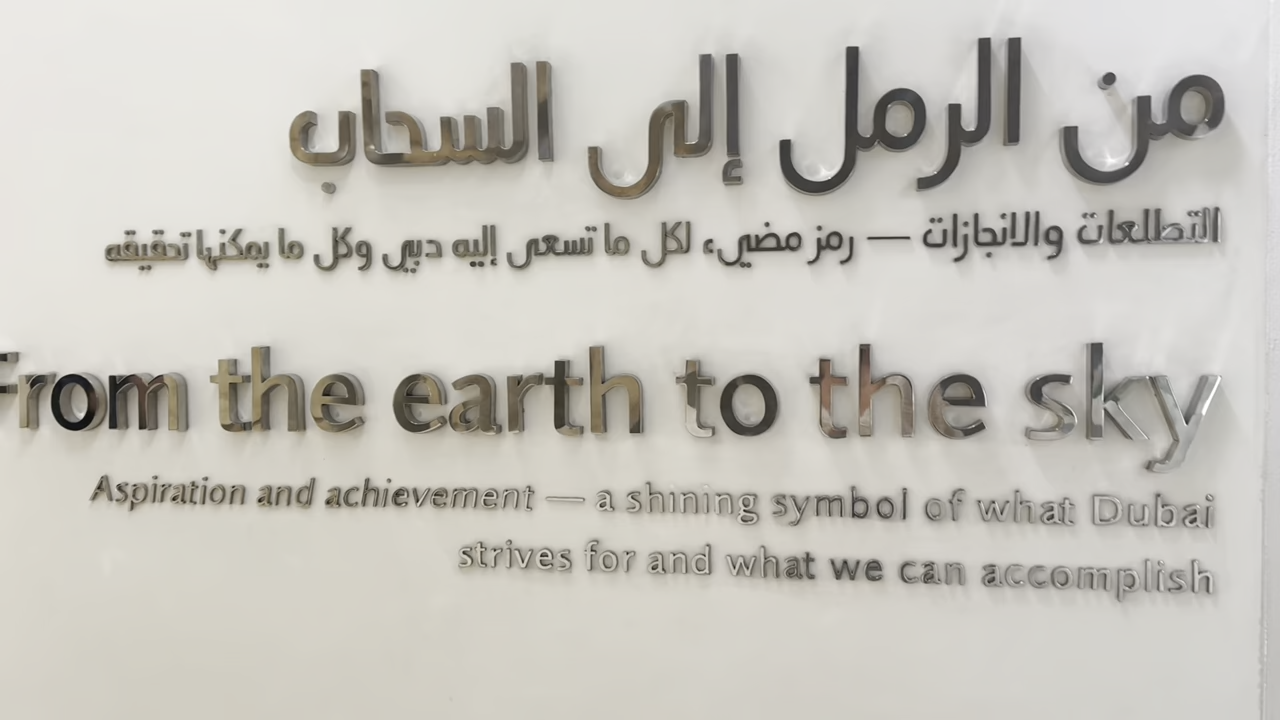 من الرمل إلى السحاب
التطلعات والانجازات — رمز مضيء، لكل ما تسعى إليه دبي وكل ما يمكنها تحقيقه
From the earth to the sky
Aspiration and achievement — a shining symbol of what Dubai
strives for and what we can accomplish